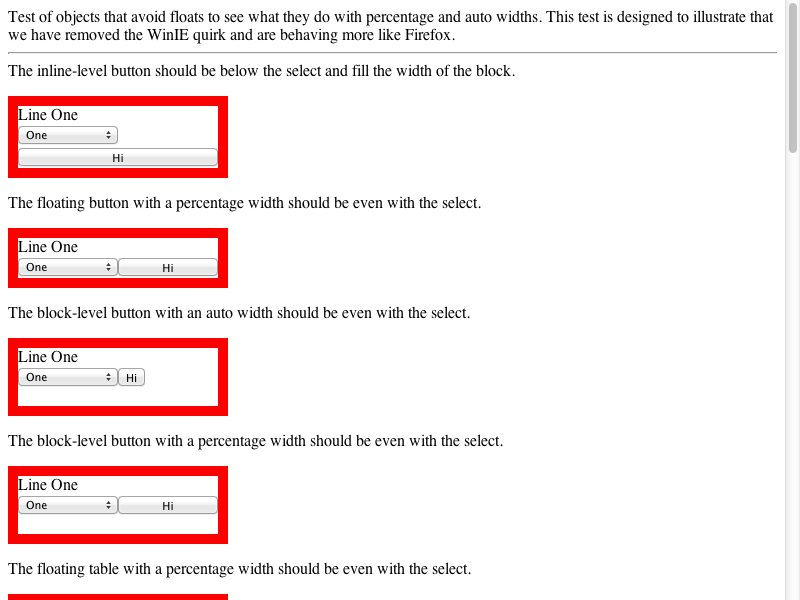 Test of objects that avoid floats to see what they do with percentage and auto widths. This test is designed to illustrate that
we have removed the WinIE quirk and are behaving more like Firefox.
The inline-level button should be below the select and fill the width of the block.
Line One
One
Hi
The floating button with a percentage width should be even with the select.
Line One
One Hi
The block-level button with an auto width should be even with the select.
Line One
One Hi
The block-level button with a percentage width should be even with the select.
Line One
One Hi
The floating table with a percentage width should be even with the select.